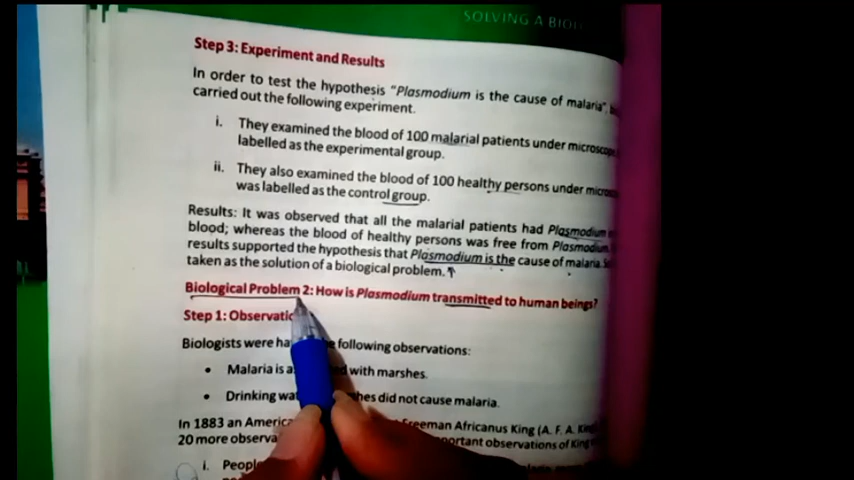 SOLVING A BIOL
Step 3: Experiment and Results
In order to test the hypothesis "Plasmodium is the cause of malaria",
carried out the following experiment.
i. They examined the blood of 100 malarial patients under microscope
labelled as the experimental group.
ii. They also examined the blood of 100 healthy persons under micros
was labelled as the control group.
Results: It was observed that all the malarial patients had Plasmodium
blood; whereas the blood of healthy persons was free from Plasmodium.
results supported the hypothesis that Plasmodium is the cause of malaria. So
taken as the solution of a biological problem.
Biological Problem 2: How is Plasmodium transmitted to human beings?
Step 1: Observatio
Biologists were ha following observations:
• Malaria is a d with marshes.
• Drinking wa hes did not cause malaria.
In 1883 an America Freeman Africanus King (A. F. A. King
20 more observa portant observations of King
i. Peopl